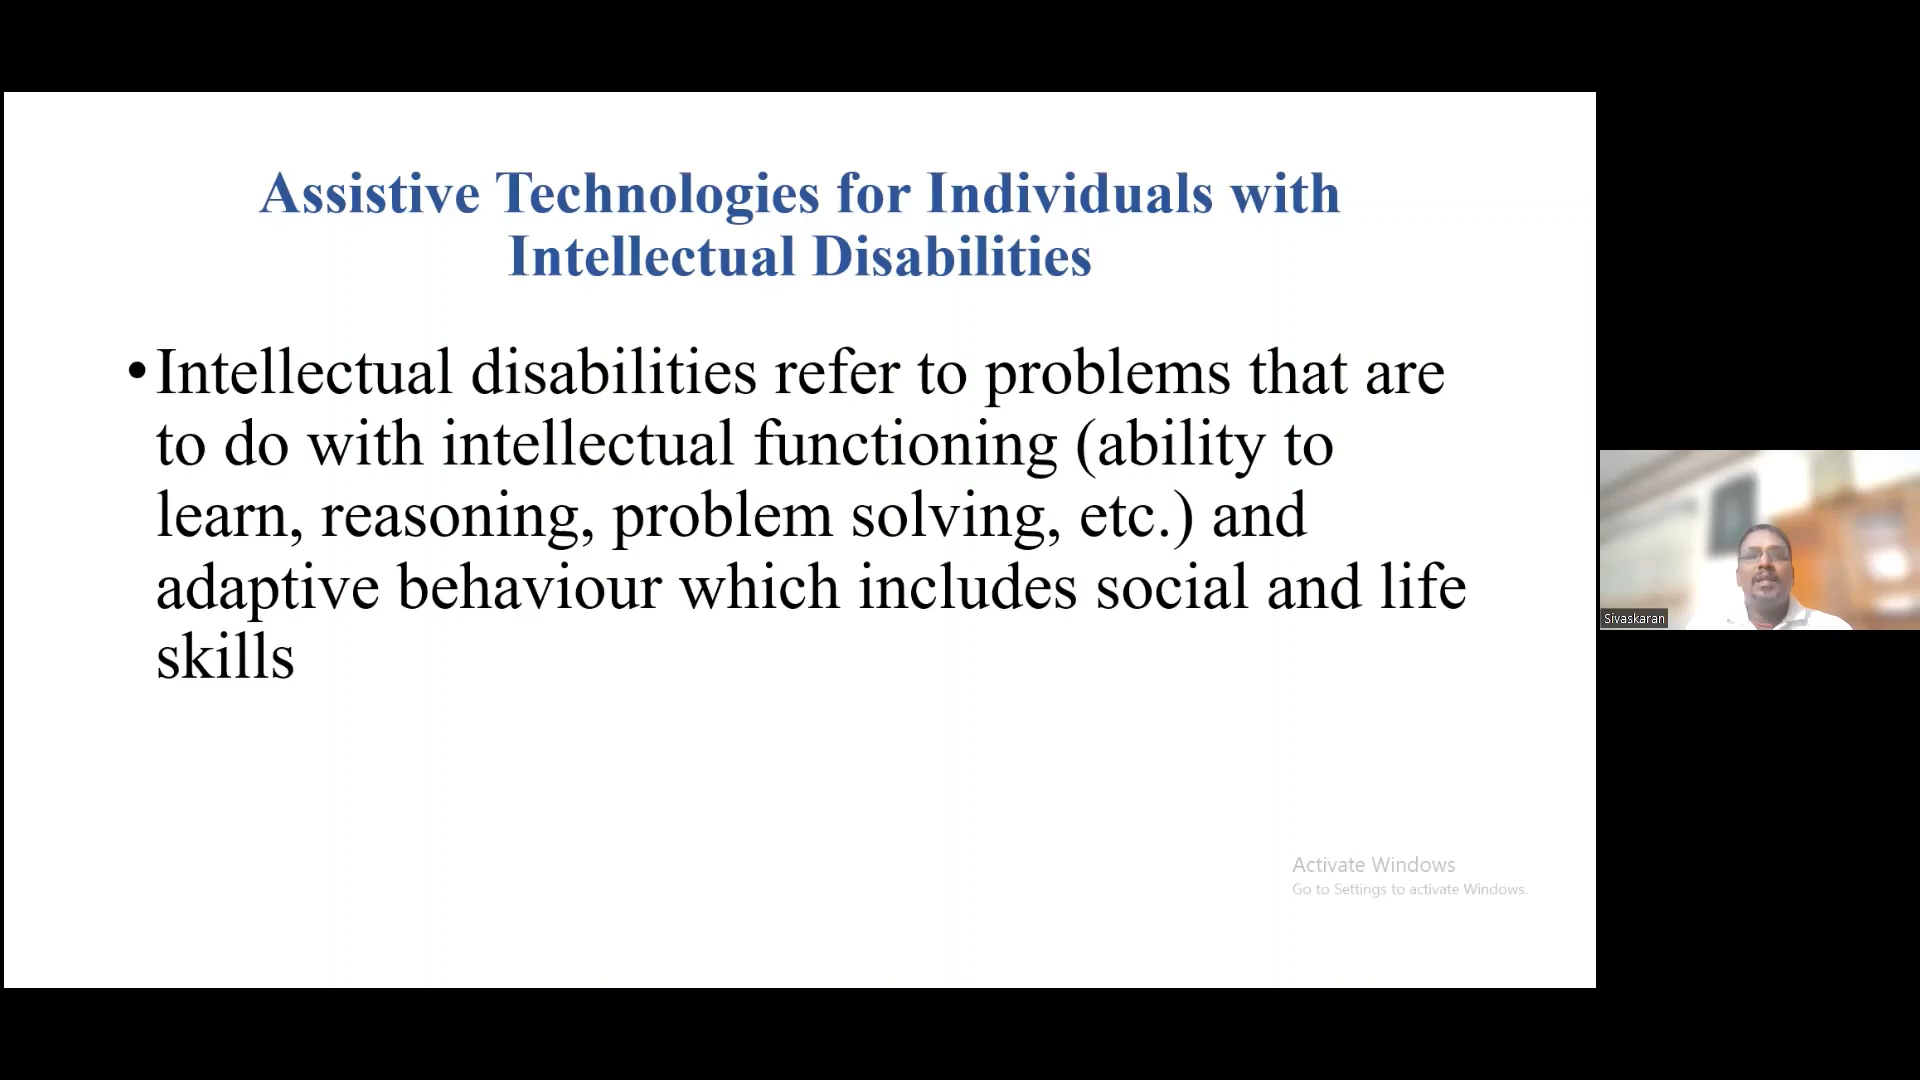 Assistive Technologies for Individuals with
Intellectual Disabilities
•Intellectual disabilities refer to problems that are
to do with intellectual functioning (ability to
learn, reasoning, problem solving, etc.) and
adaptive behaviour which includes social and life
skills
Sivaskaran
Activate Windows
Go to Settings to activate Windows.